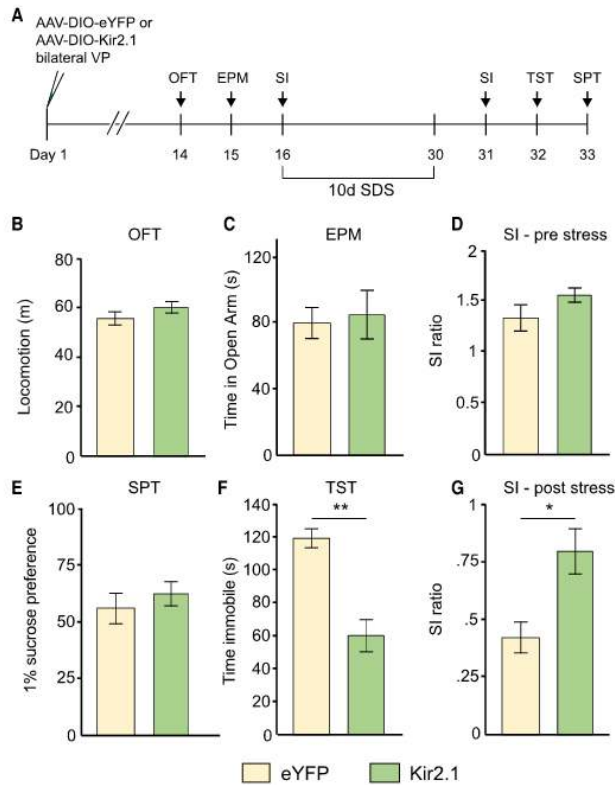 A
AAV-DIO-eYFP or
AAV-DIO-Kir2.1
bilateral VP
OFT EPM SI SI TST SPT
Day 1 14 15 16 30 31 32 33
10d SDS
B OFT
Locomotion (m)
80
60
40
20
0
C EPM
Time in Open Arm (s)
120
80
40
0
D SI - pre stress
SI ratio
2
1.5
1
0.5
0
E SPT
1% sucrose preference
100
75
50
25
0
F TST
Time immobile (s)
**
140
120
100
80
60
40
20
0
G SI - post stress
SI ratio
*
1
.75
.5
.25
0
eYFP Kir2.1